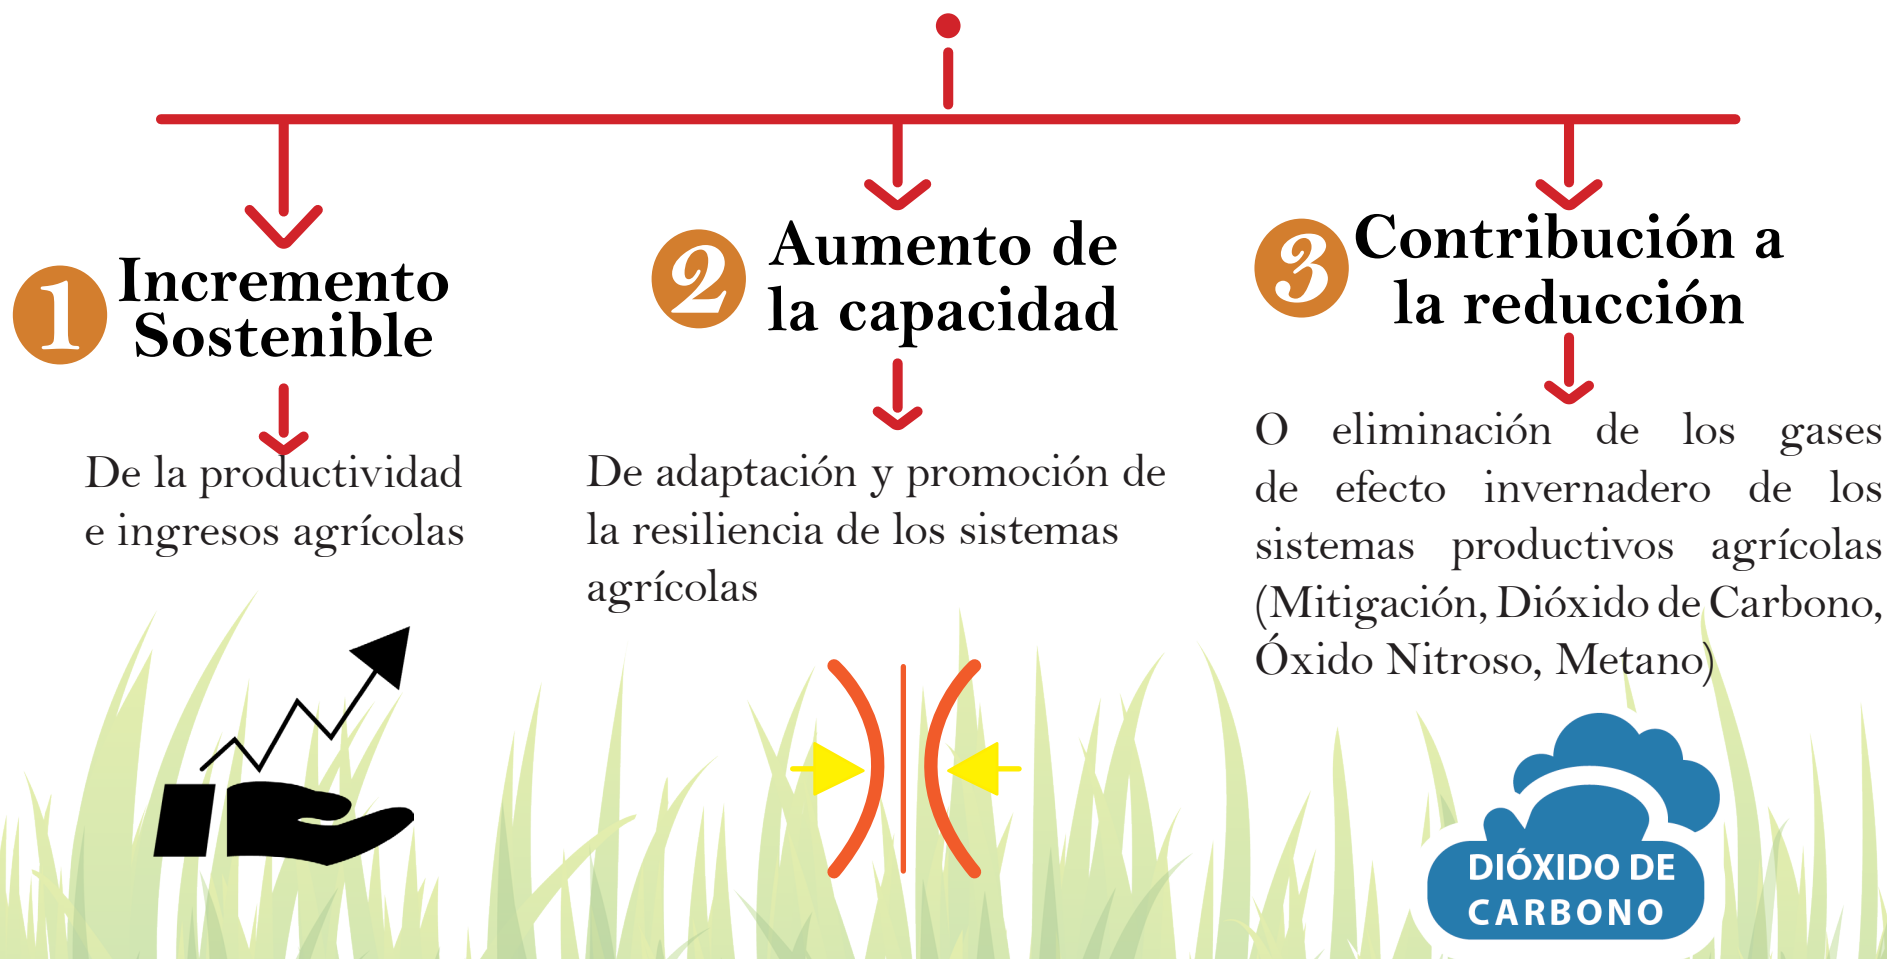 1
Incremento
Sostenible
De la productividad
e ingresos agrícolas
2
Aumento de
la capacidad
De adaptación y promoción de
la resiliencia de los sistemas
agrícolas
3
Contribución a
la reducción
O eliminación de los gases
de efecto invernadero de los
sistemas productivos agrícolas
(Mitigación, Dióxido de Carbono,
Óxido Nitroso, Metano)
DIÓXIDO DE
CARBONO